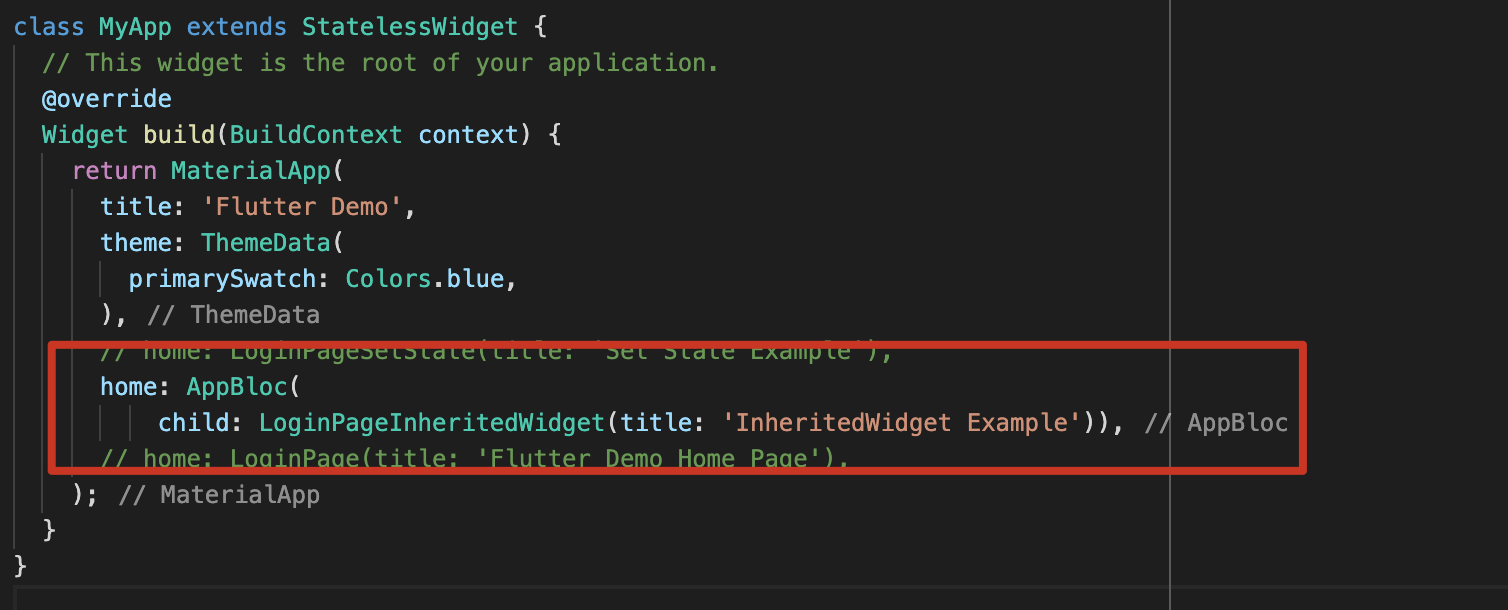 class MyApp extends StatelessWidget {
// This widget is the root of your application.
@override
Widget build(BuildContext context) {
return MaterialApp(
title: 'Flutter Demo',
theme: ThemeData(
primarySwatch: Colors.blue,
), // ThemeData
// home: LoginPageSetState(title: 'Set State Example'),
home: AppBloc(
child: LoginPageInheritedWidget(title: 'InheritedWidget Example')), // AppBloc
// home: LoginPage(title: 'Flutter Demo Home Page'),
); // MaterialApp
}
}